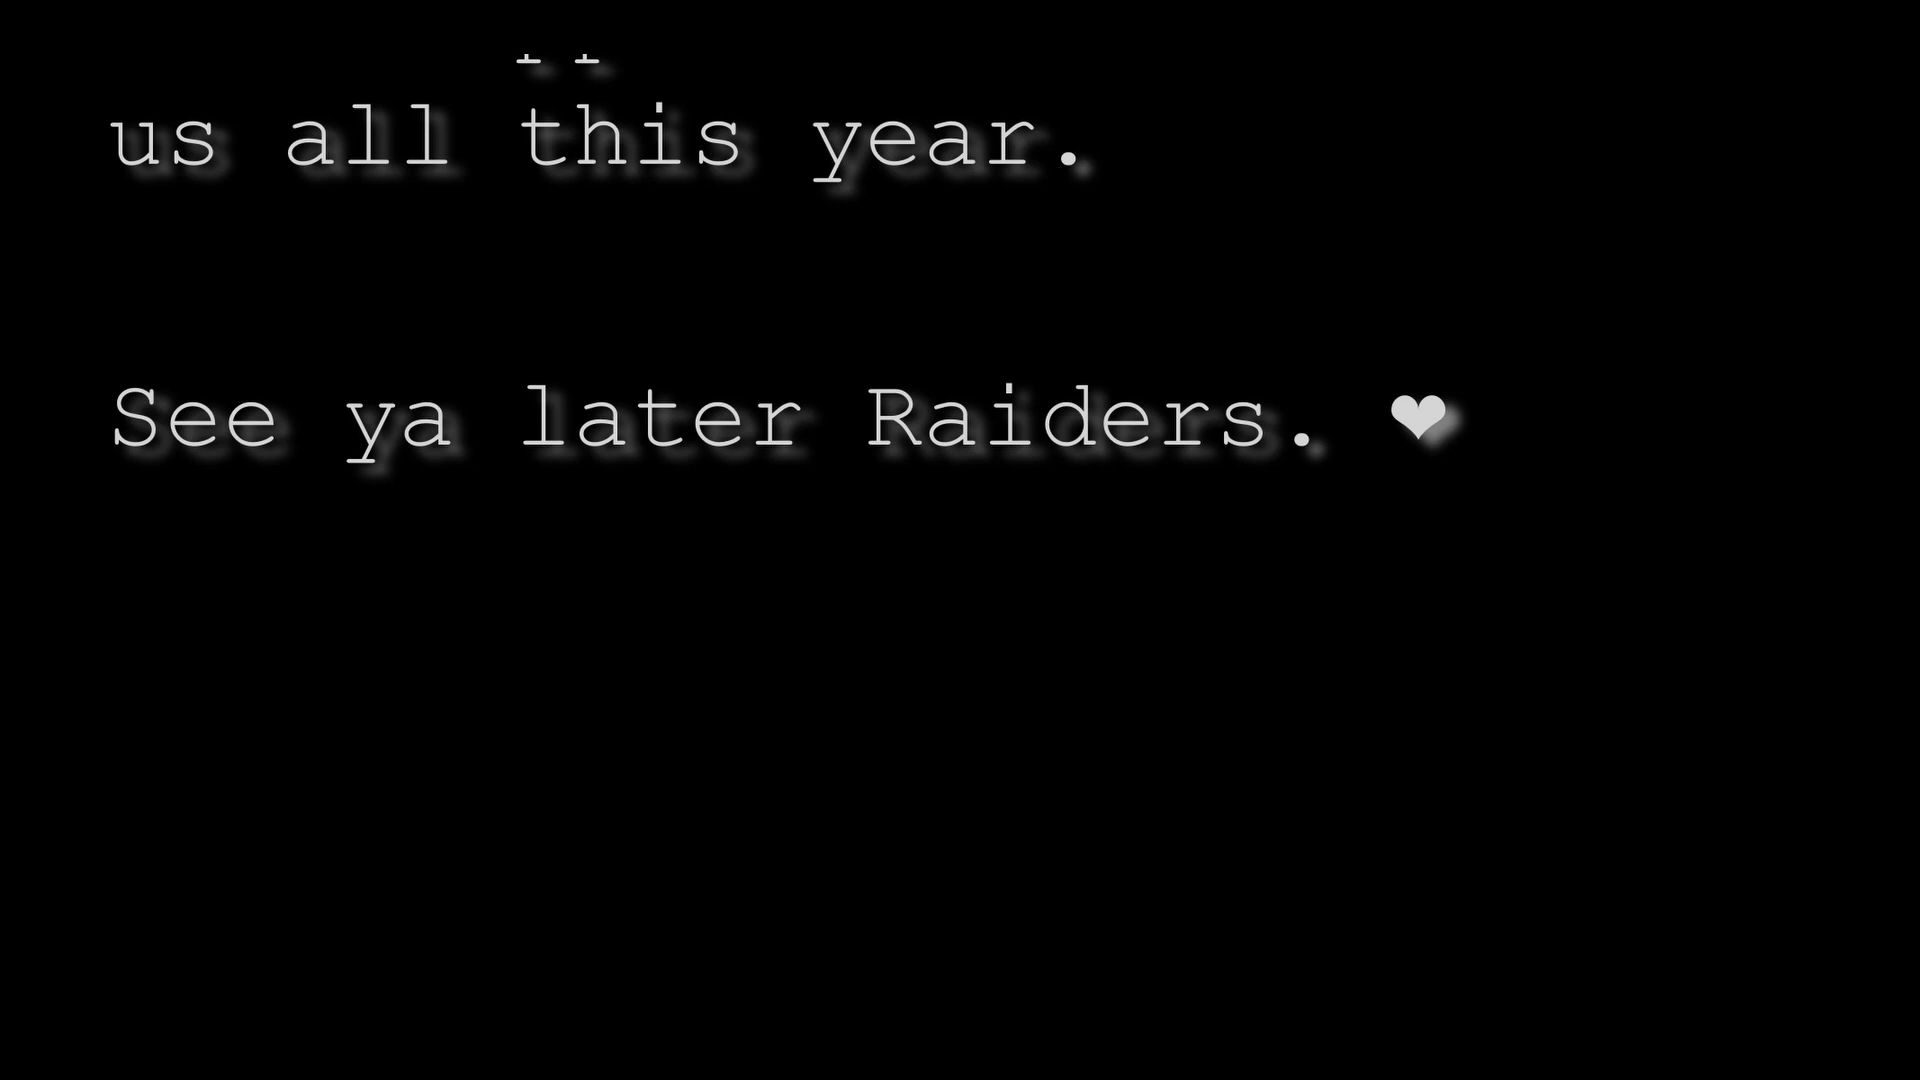 us all this year.
See ya later Raiders. ❤